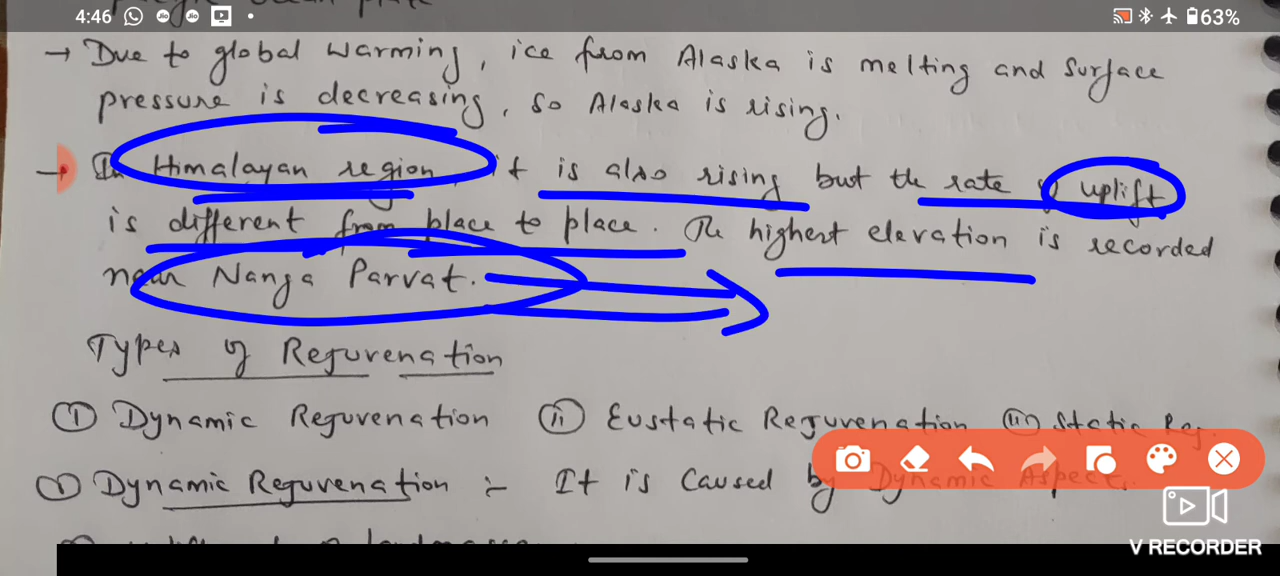 4:46 63%
→ Due to global warming, ice from Alaska is melting and surface
pressure is decreasing, so Alaska is rising.
→ In Himalayan region, it is also rising but the rate of uplift
is different from place to place. The highest elevation is recorded
near Nanga Parvat.
Types of Rejuvenation
(i) Dynamic Rejuvenation (ii) Eustatic Rejuvenation (iii) Static Rej.
(i) Dynamic Rejuvenation :- It is caused by Dynamic Aspect.
V RECORDER